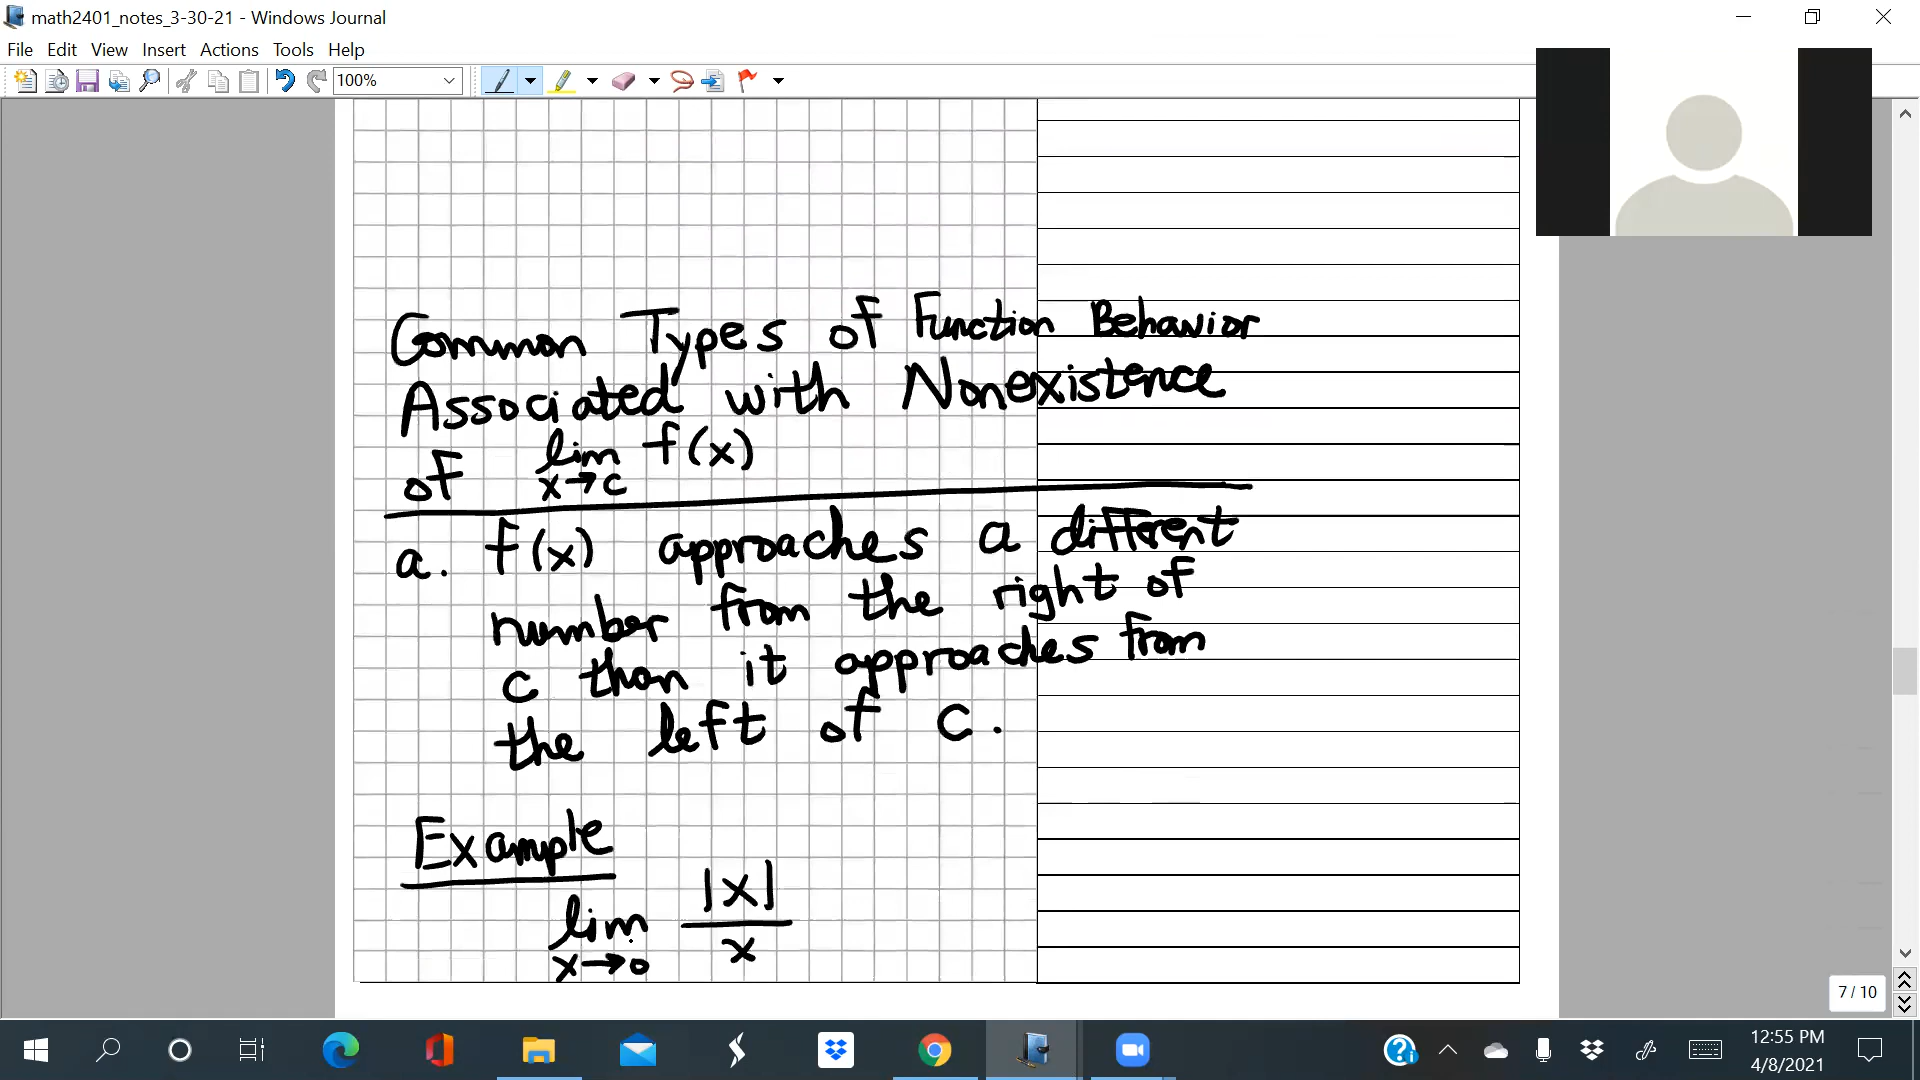 math2401_notes_3-30-21 - Windows Journal
File Edit View Insert Actions Tools Help
100%
Common Types of Function Behavior
Associated with Nonexistence
of lim f(x)
x→c
a. f(x) approaches a different
number from the right of
c than it approaches from
the left of c.
Example
lim |x|/x
x→0
7 / 10
12:55 PM
4/8/2021